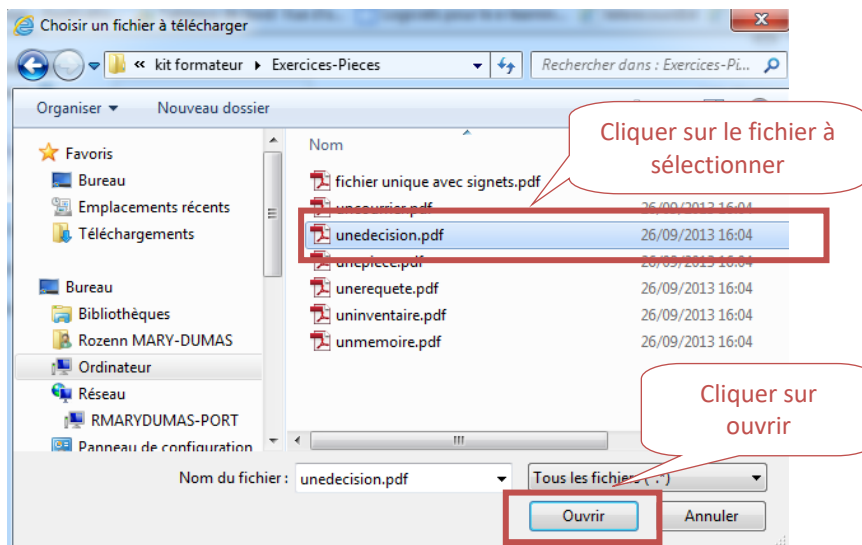 Choisir un fichier à télécharger
« kit formateur Exercices-Pieces
Rechercher dans : Exercices-Pi...
Organiser Nouveau dossier
Cliquer sur le fichier à
sélectionner
Favoris
Bureau
Emplacements récents
Téléchargements
Bureau
Bibliothèques
Rozenn MARY-DUMAS
Ordinateur
Réseau
RMARYDUMAS-PORT
Panneau de configuration
Nom
fichier unique avec signets.pdf
uncourrier.pdf 26/09/2013 16:04
unedecision.pdf 26/09/2013 16:04
unepiece.pdf 26/09/2013 16:04
unerequete.pdf 26/09/2013 16:04
uninventaire.pdf 26/09/2013 16:04
unmemoire.pdf 26/09/2013 16:04
Cliquer sur
ouvrir
Nom du fichier : unedecision.pdf Tous les fichiers (*.*)
Ouvrir Annuler